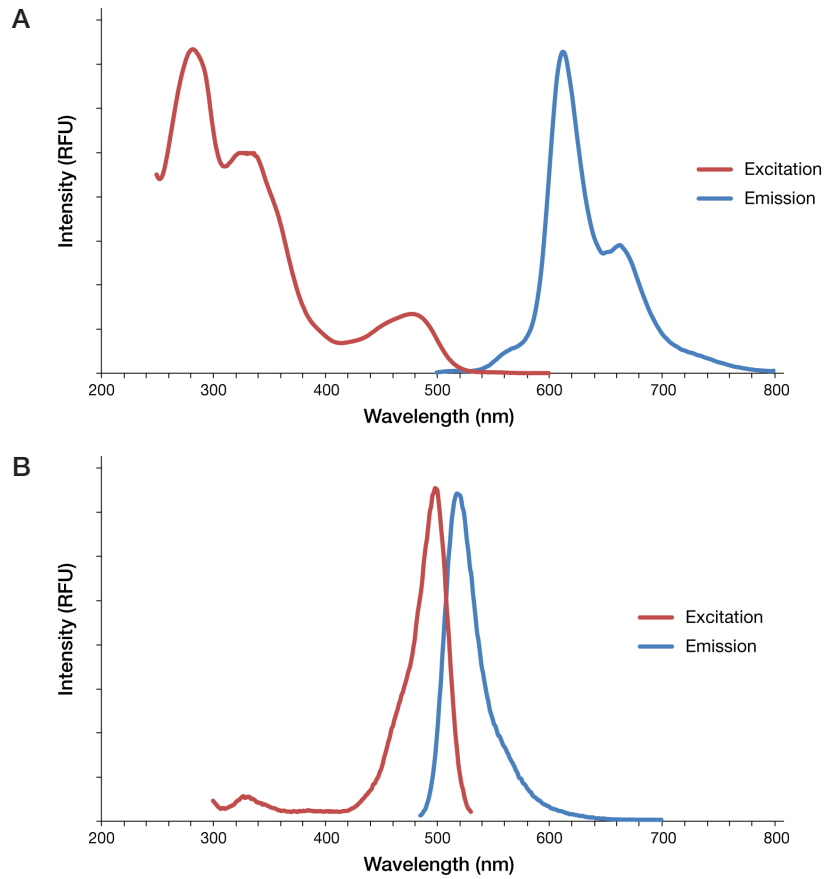 A
Intensity (RFU)
Excitation
Emission
200 300 400 500 600 700 800
Wavelength (nm)
B
Intensity (RFU)
Excitation
Emission
200 300 400 500 600 700 800
Wavelength (nm)